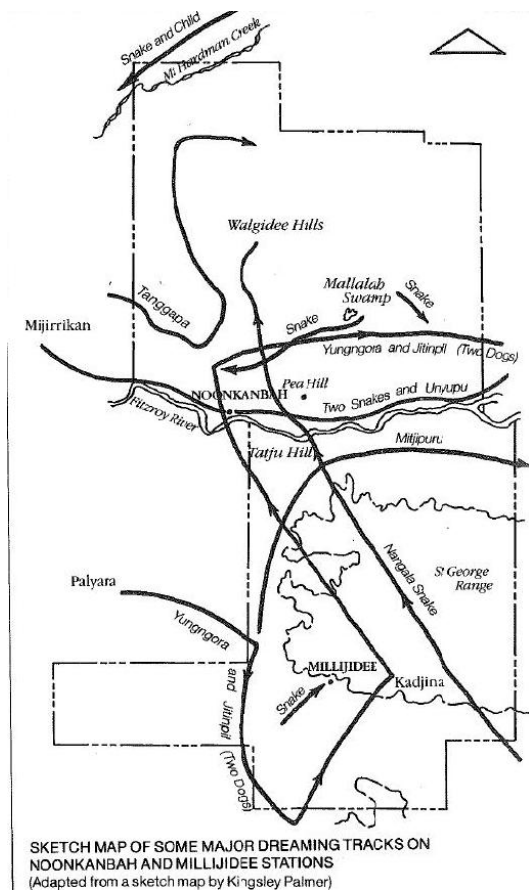 Snake and Child
Mt Hardman Creek
Walgidee Hills
Mallalah
Swamp
Snake
Tanggapa
Snake
Mijirrikan
Yungngora and Jitinpil (Two Dogs)
NOONKANBAH
Pea Hill
Two Snakes and Unyupu
Fitzroy River
Tatju Hill
Mitjipuru
Nangala Snake
St George
Range
Palyara
Yungngora
and Jitinpil
(Two Dogs)
MILLIJIDEE
Kadjina
Snake
SKETCH MAP OF SOME MAJOR DREAMING TRACKS ON
NOONKANBAH AND MILLIJIDEE STATIONS
(Adapted from a sketch map by Kingsley Palmer)